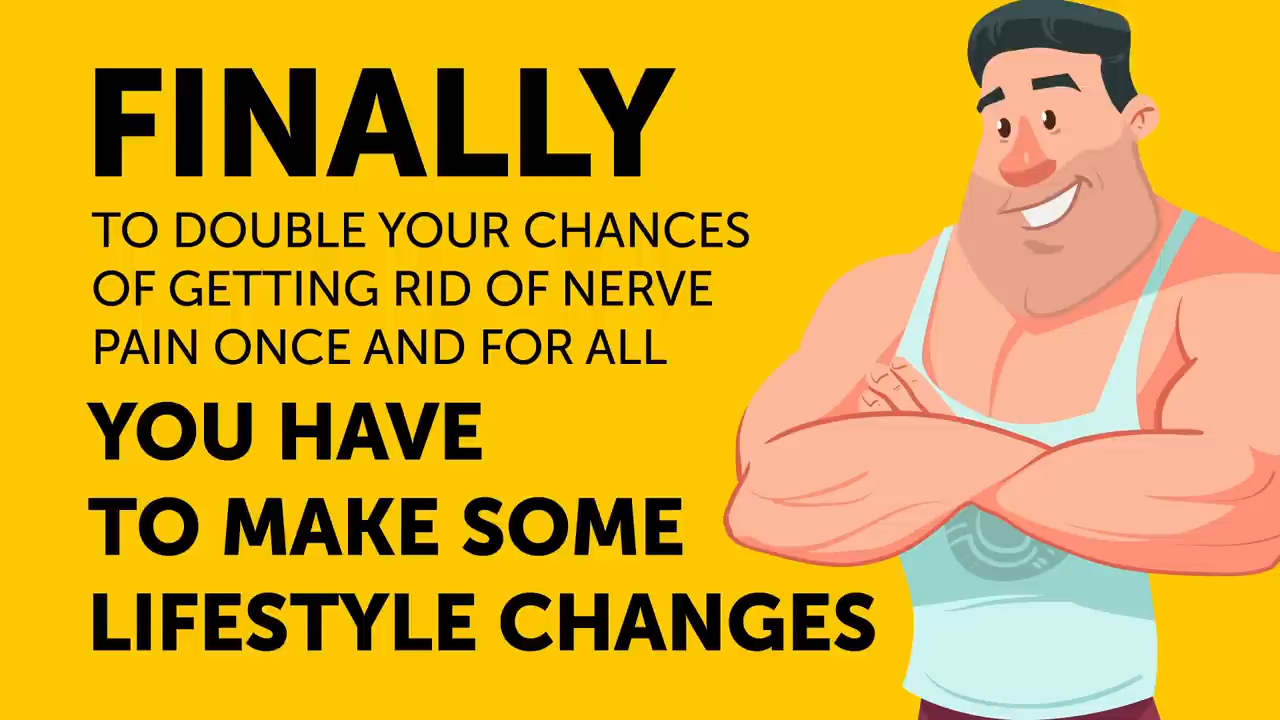 FINALLY
TO DOUBLE YOUR CHANCES
OF GETTING RID OF NERVE
PAIN ONCE AND FOR ALL
YOU HAVE
TO MAKE SOME
LIFESTYLE CHANGES